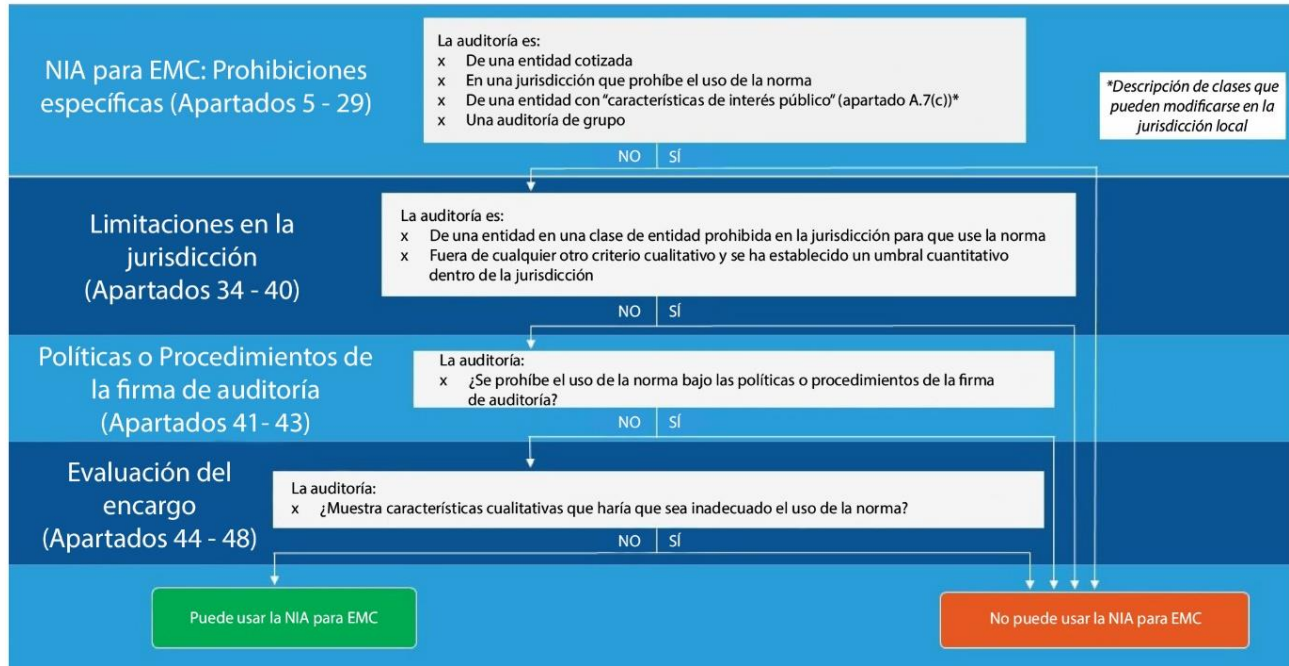 NIA para EMC: Prohibiciones
específicas (Apartados 5 - 29)
La auditoría es:
x De una entidad cotizada
x En una jurisdicción que prohíbe el uso de la norma
x De una entidad con “características de interés público” (apartado A.7(c))*
x Una auditoría de grupo
*Descripción de clases que
pueden modificarse en la
jurisdicción local
NO SÍ
Limitaciones en la
jurisdicción
(Apartados 34 - 40)
La auditoría es:
x De una entidad en una clase de entidad prohibida en la jurisdicción para que use la norma
x Fuera de cualquier otro criterio cualitativo y se ha establecido un umbral cuantitativo
dentro de la jurisdicción
NO SÍ
Políticas o Procedimientos de
la firma de auditoría
(Apartados 41- 43)
La auditoría:
x ¿Se prohíbe el uso de la norma bajo las políticas o procedimientos de la firma
de auditoría?
NO SÍ
Evaluación del
encargo
(Apartados 44 - 48)
La auditoría:
x ¿Muestra características cualitativas que haría que sea inadecuado el uso de la norma?
NO SÍ
Puede usar la NIA para EMC
No puede usar la NIA para EMC